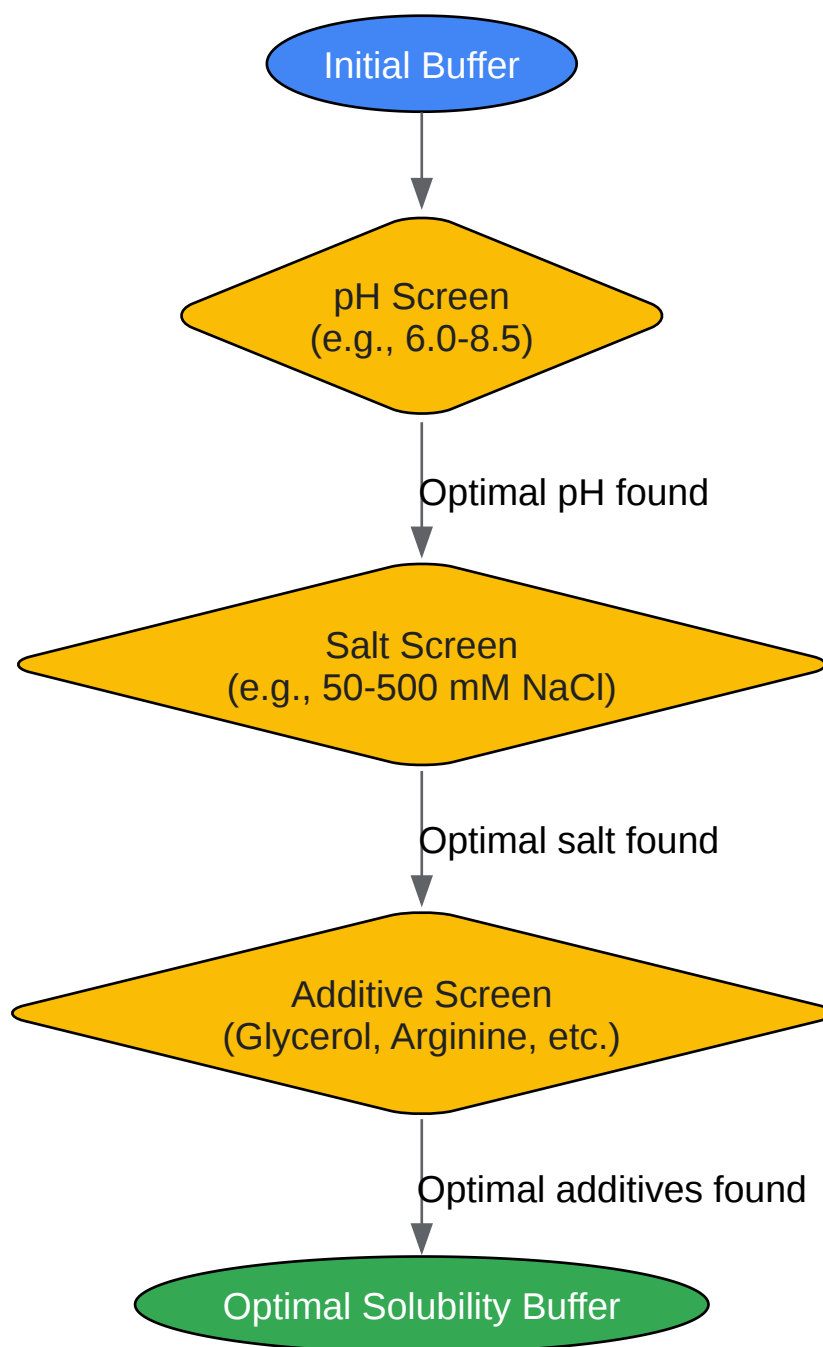 Initial Buffer
pH Screen
(e.g., 6.0-8.5)
Optimal pH found
Salt Screen
(e.g., 50-500 mM NaCl)
Optimal salt found
Additive Screen
(Glycerol, Arginine, etc.)
Optimal additives found
Optimal Solubility Buffer